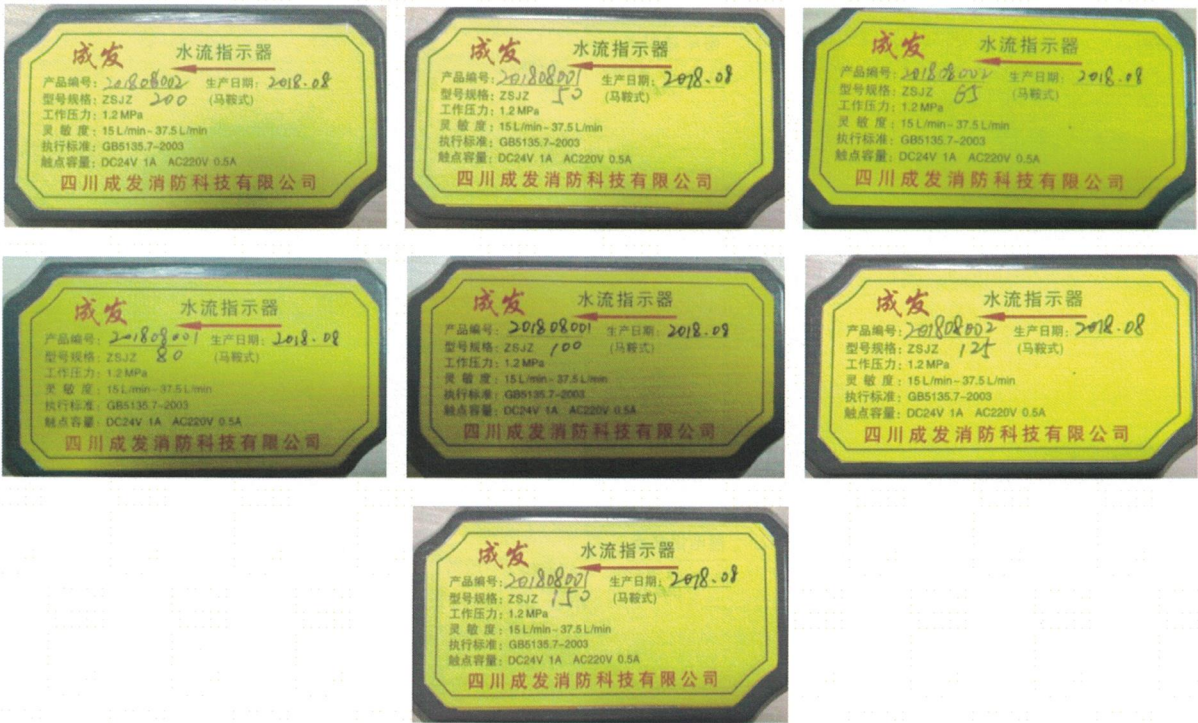 成发 水流指示器
产品编号: 201808002 生产日期: 2018.08
型号规格: ZSJZ 200 (马鞍式)
工作压力: 1.2 MPa
灵 敏 度: 15 L/min~37.5 L/min
执行标准: GB5135.7-2003
触点容量: DC24V 1A AC220V 0.5A
四川成发消防科技有限公司
成发 水流指示器
产品编号: 201808001 生产日期: 2018.08
型号规格: ZSJZ 50 (马鞍式)
工作压力: 1.2 MPa
灵 敏 度: 15 L/min~37.5 L/min
执行标准: GB5135.7-2003
触点容量: DC24V 1A AC220V 0.5A
四川成发消防科技有限公司
成发 水流指示器
产品编号: 201808002 生产日期: 2018.08
型号规格: ZSJZ 65 (马鞍式)
工作压力: 1.2 MPa
灵 敏 度: 15 L/min~37.5 L/min
执行标准: GB5135.7-2003
触点容量: DC24V 1A AC220V 0.5A
四川成发消防科技有限公司
成发 水流指示器
产品编号: 201808001 生产日期: 2018.08
型号规格: ZSJZ 80 (马鞍式)
工作压力: 1.2 MPa
灵 敏 度: 15 L/min~37.5 L/min
执行标准: GB5135.7-2003
触点容量: DC24V 1A AC220V 0.5A
四川成发消防科技有限公司
成发 水流指示器
产品编号: 201808001 生产日期: 2018.08
型号规格: ZSJZ 100 (马鞍式)
工作压力: 1.2 MPa
灵 敏 度: 15 L/min~37.5 L/min
执行标准: GB5135.7-2003
触点容量: DC24V 1A AC220V 0.5A
四川成发消防科技有限公司
成发 水流指示器
产品编号: 201808002 生产日期: 2018.08
型号规格: ZSJZ 125 (马鞍式)
工作压力: 1.2 MPa
灵 敏 度: 15 L/min~37.5 L/min
执行标准: GB5135.7-2003
触点容量: DC24V 1A AC220V 0.5A
四川成发消防科技有限公司
成发 水流指示器
产品编号: 201808001 生产日期: 2018.08
型号规格: ZSJZ 150 (马鞍式)
工作压力: 1.2 MPa
灵 敏 度: 15 L/min~37.5 L/min
执行标准: GB5135.7-2003
触点容量: DC24V 1A AC220V 0.5A
四川成发消防科技有限公司